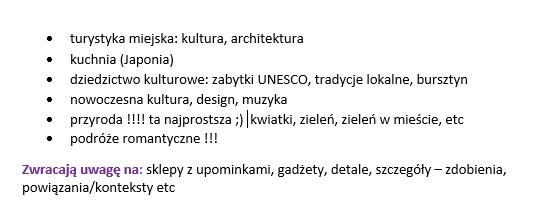 • turystyka miejska: kultura, architektura
• kuchnia (Japonia)
• dziedzictwo kulturowe: zabytki UNESCO, tradycje lokalne, bursztyn
• nowoczesna kultura, design, muzyka
• przyroda !!!! ta najprostsza ;) kwiatki, zieleń, zieleń w mieście, etc
• podróże romantyczne !!!
Zwracają uwagę na: sklepy z upominkami, gadżety, detale, szczegóły – zdobienia,
powiązania/konteksty etc